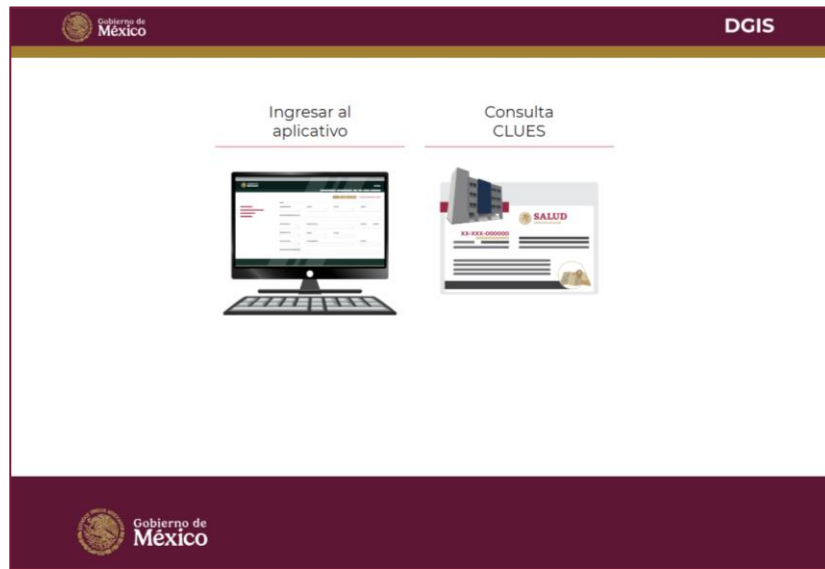 Gobierno de
México
DGIS
Ingresar al
aplicativo
Consulta
CLUES
SALUD
XX-XXX-000000
Gobierno de
México